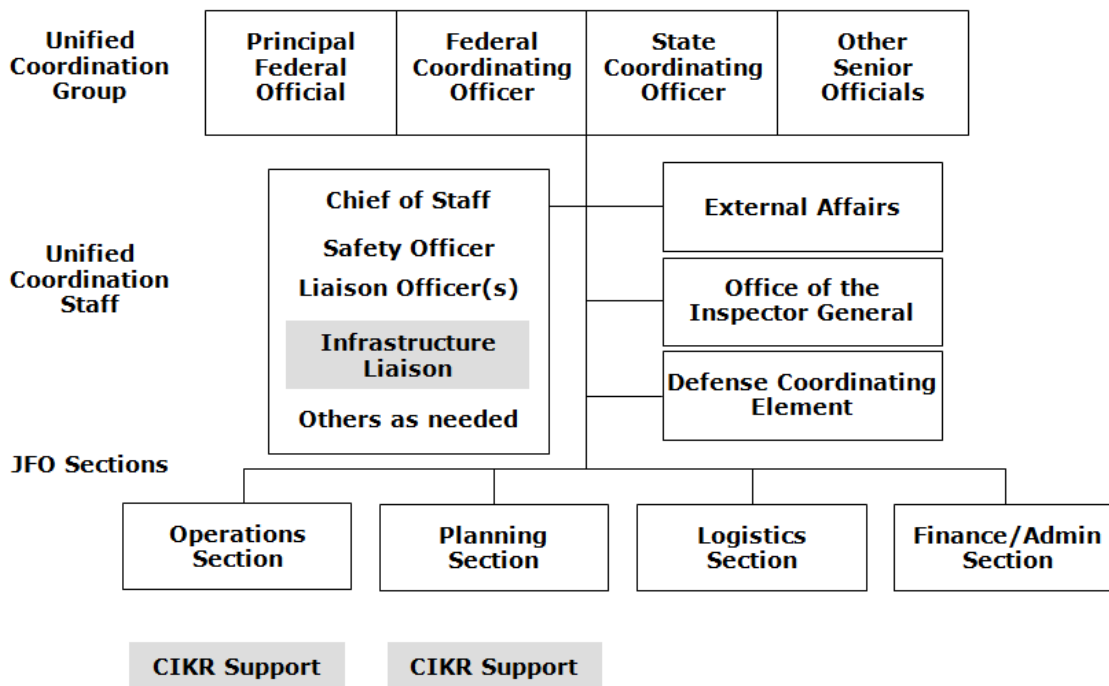 Unified
Coordination
Group
Principal
Federal
Official
Federal
Coordinating
Officer
State
Coordinating
Officer
Other
Senior
Officials
Unified
Coordination
Staff
Chief of Staff
Safety Officer
Liaison Officer(s)
Infrastructure
Liaison
Others as needed
External Affairs
Office of the
Inspector General
Defense Coordinating
Element
JFO Sections
Operations
Section
Planning
Section
Logistics
Section
Finance/Admin
Section
CIKR Support
CIKR Support